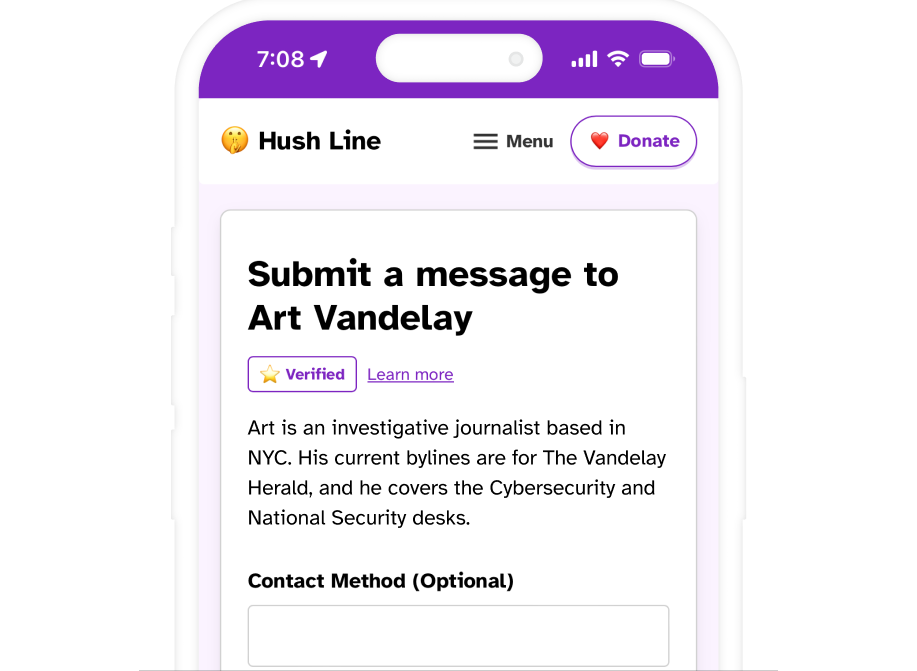 7:08
Hush Line
Menu
Donate
Submit a message to
Art Vandelay
Verified
Learn more
Art is an investigative journalist based in
NYC. His current bylines are for The Vandelay
Herald, and he covers the Cybersecurity and
National Security desks.
Contact Method (Optional)